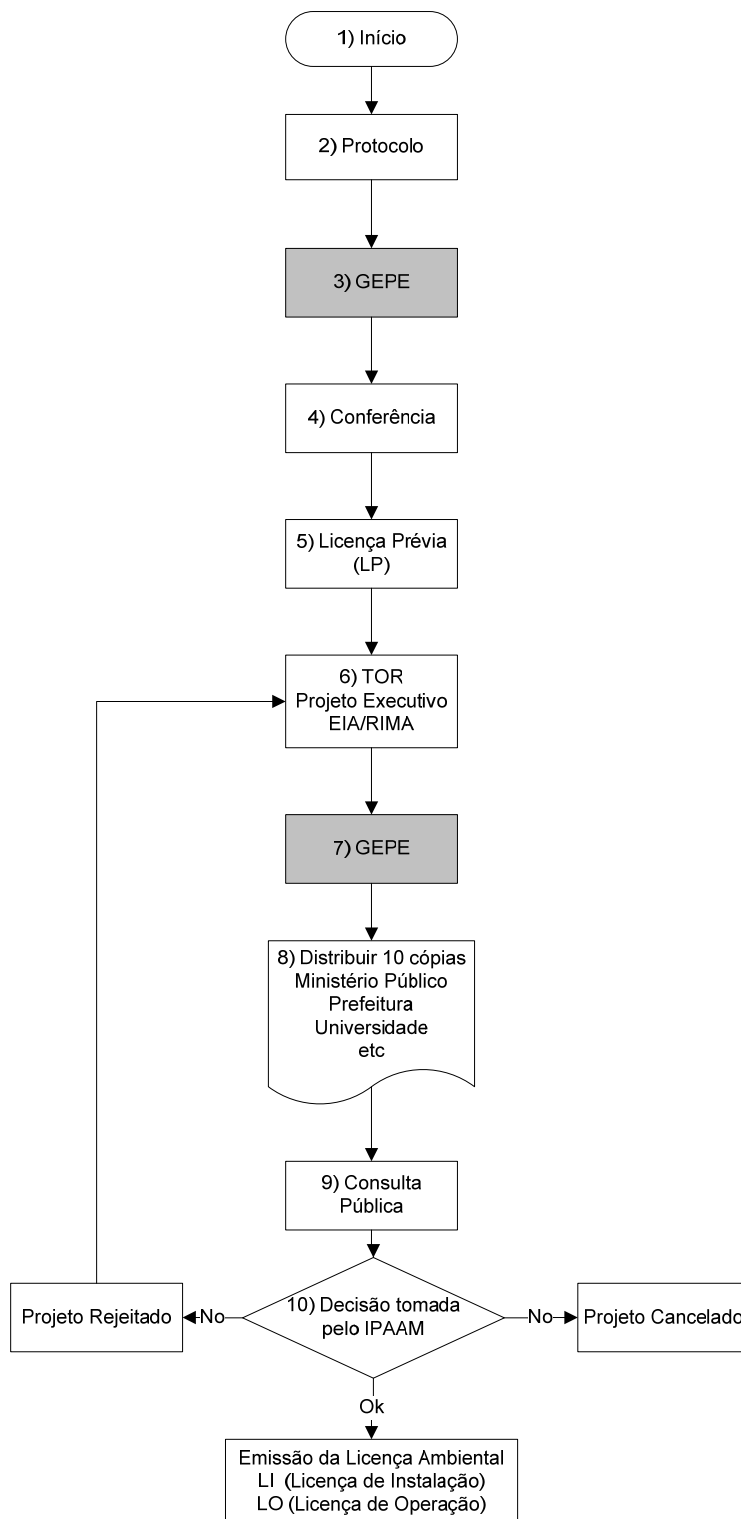 1) Início
2) Protocolo
3) GEPE
4) Conferência
5) Licença Prévia
(LP)
6) TOR
Projeto Executivo
EIA/RIMA
7) GEPE
8) Distribuir 10 cópias
Ministério Público
Prefeitura
Universidade
etc
9) Consulta
Pública
10) Decisão tomada
pelo IPAAM
Projeto Rejeitado
No
No
Projeto Cancelado
Ok
Emissão da Licença Ambiental
LI (Licença de Instalação)
LO (Licença de Operação)